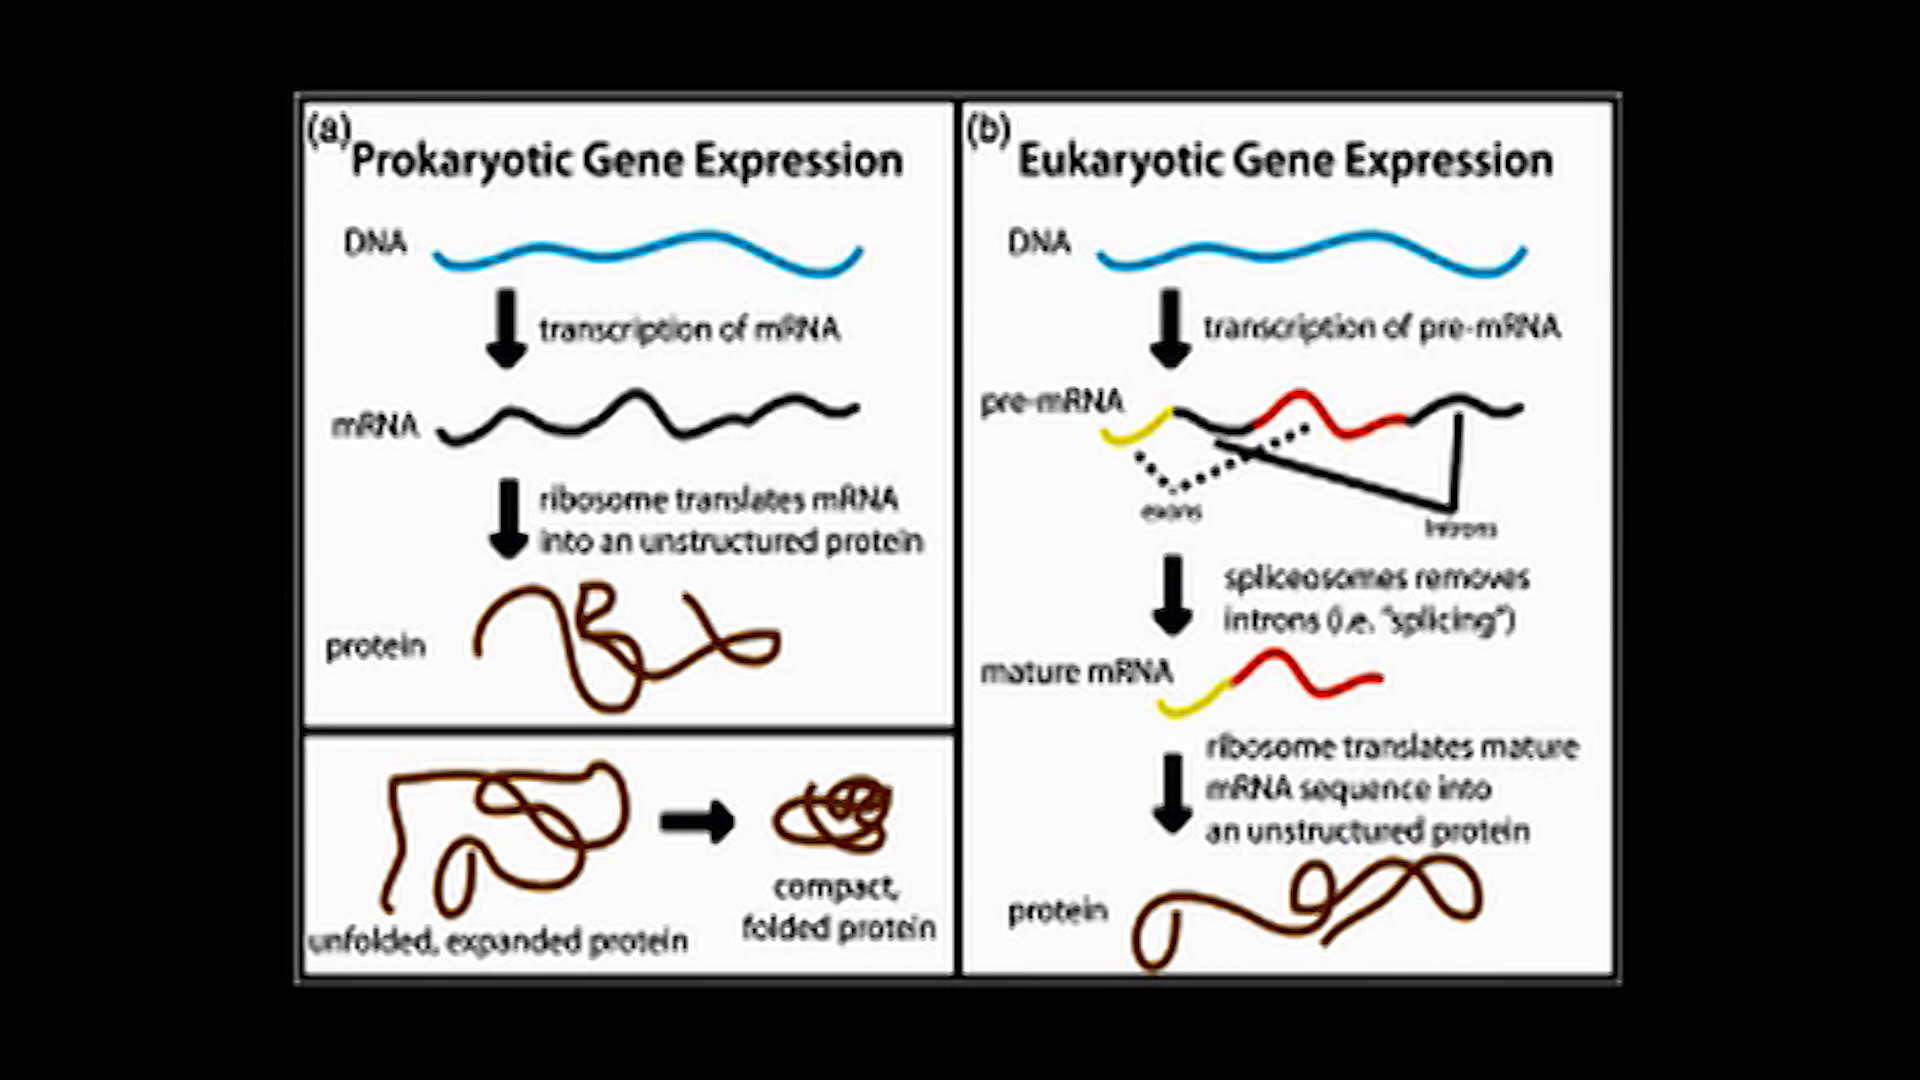 (a)
Prokaryotic Gene Expression
DNA
transcription of mRNA
mRNA
ribosome translates mRNA
into an unstructured protein
protein
unfolded, expanded protein
compact,
folded protein
(b)
Eukaryotic Gene Expression
DNA
transcription of pre-mRNA
pre-mRNA
exons
introns
spliceosomes removes
introns (i.e. "splicing")
mature mRNA
ribosome translates mature
mRNA sequence into
an unstructured protein
protein